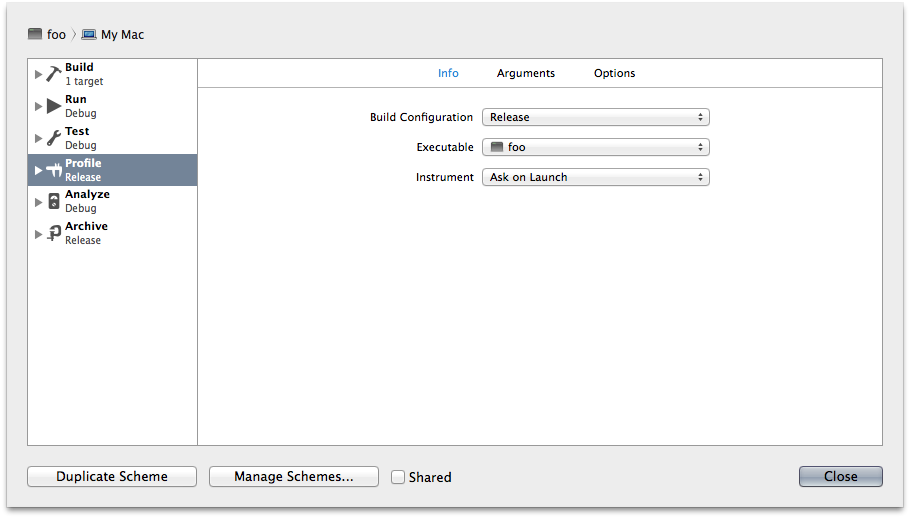 foo My Mac
Build
1 target
Run
Debug
Test
Debug
Profile
Release
Analyze
Debug
Archive
Release
Info Arguments Options
Build Configuration Release
Executable foo
Instrument Ask on Launch
Duplicate Scheme Manage Schemes... Shared Close